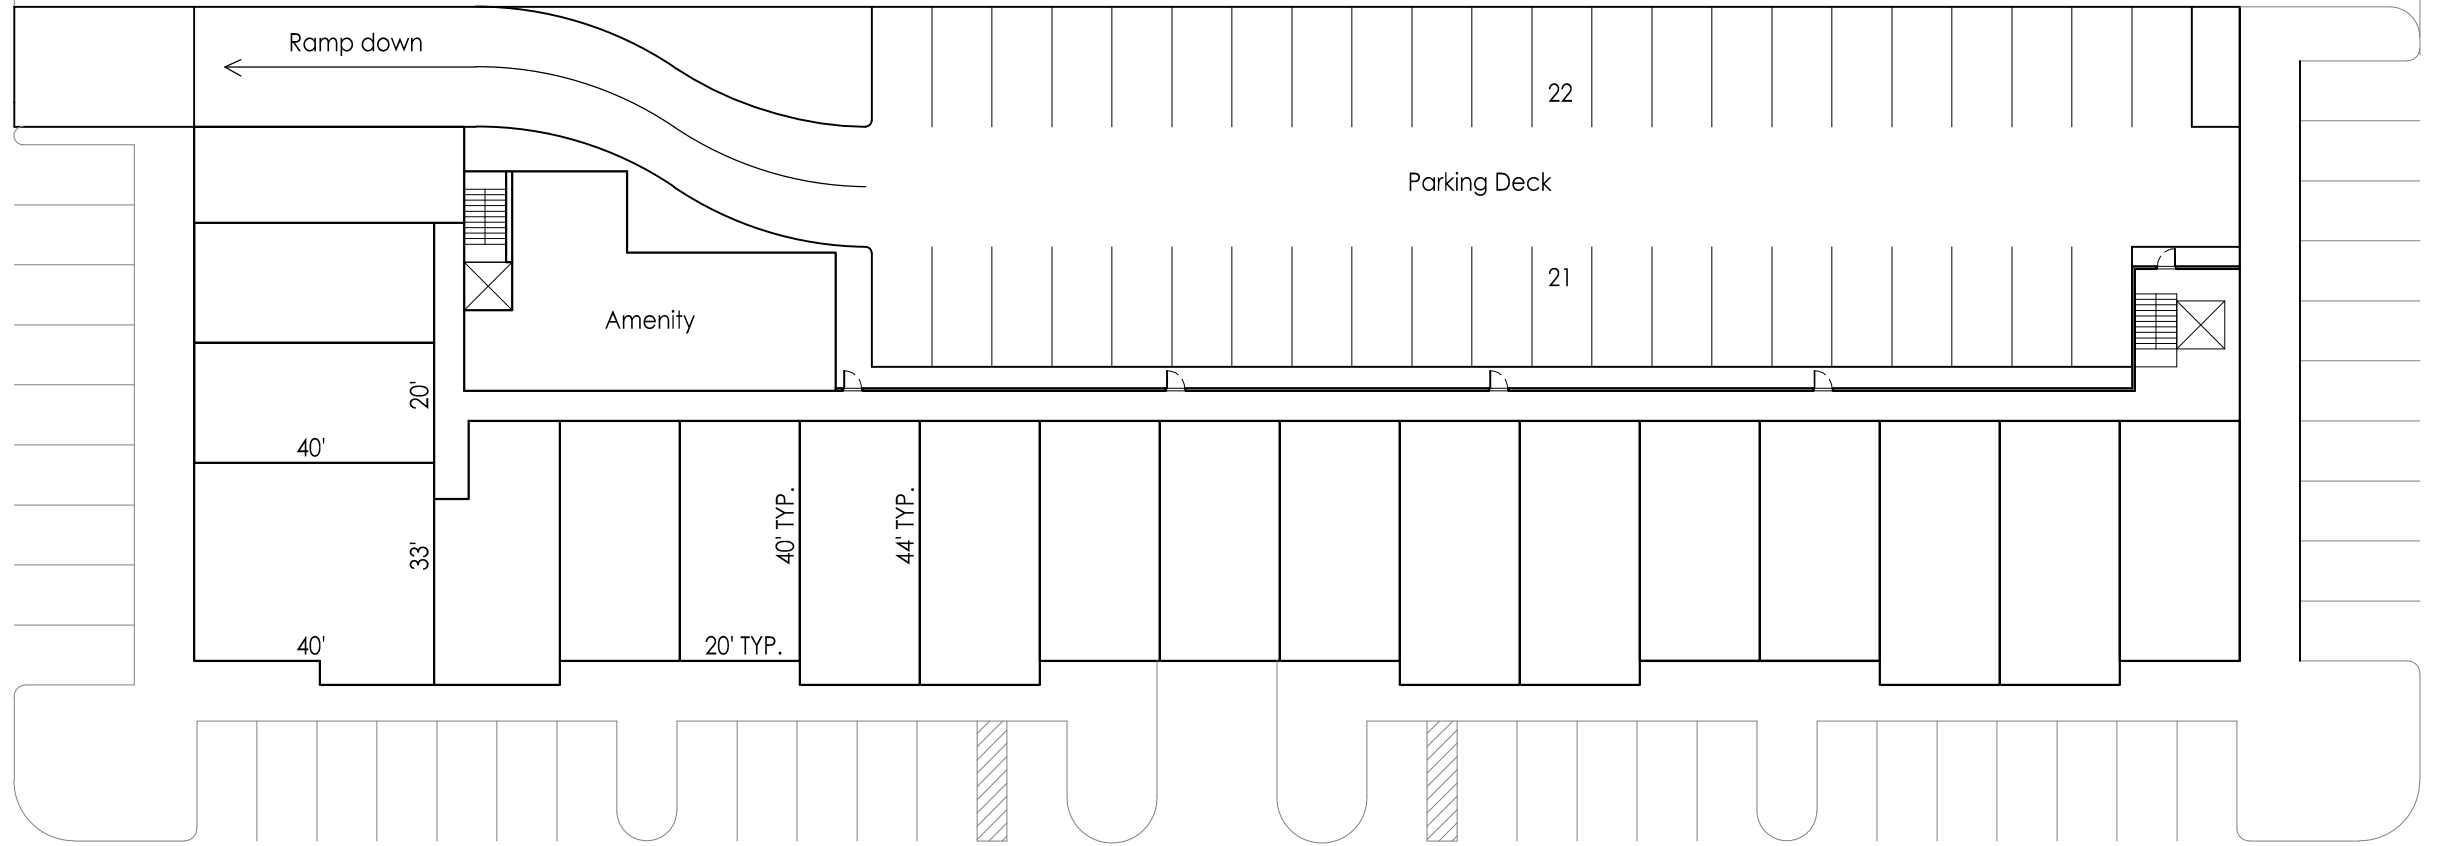 Ramp down
22
Parking Deck
21
Amenity
20'
40'
40' TYP.
44' TYP.
33'
40'
20' TYP.